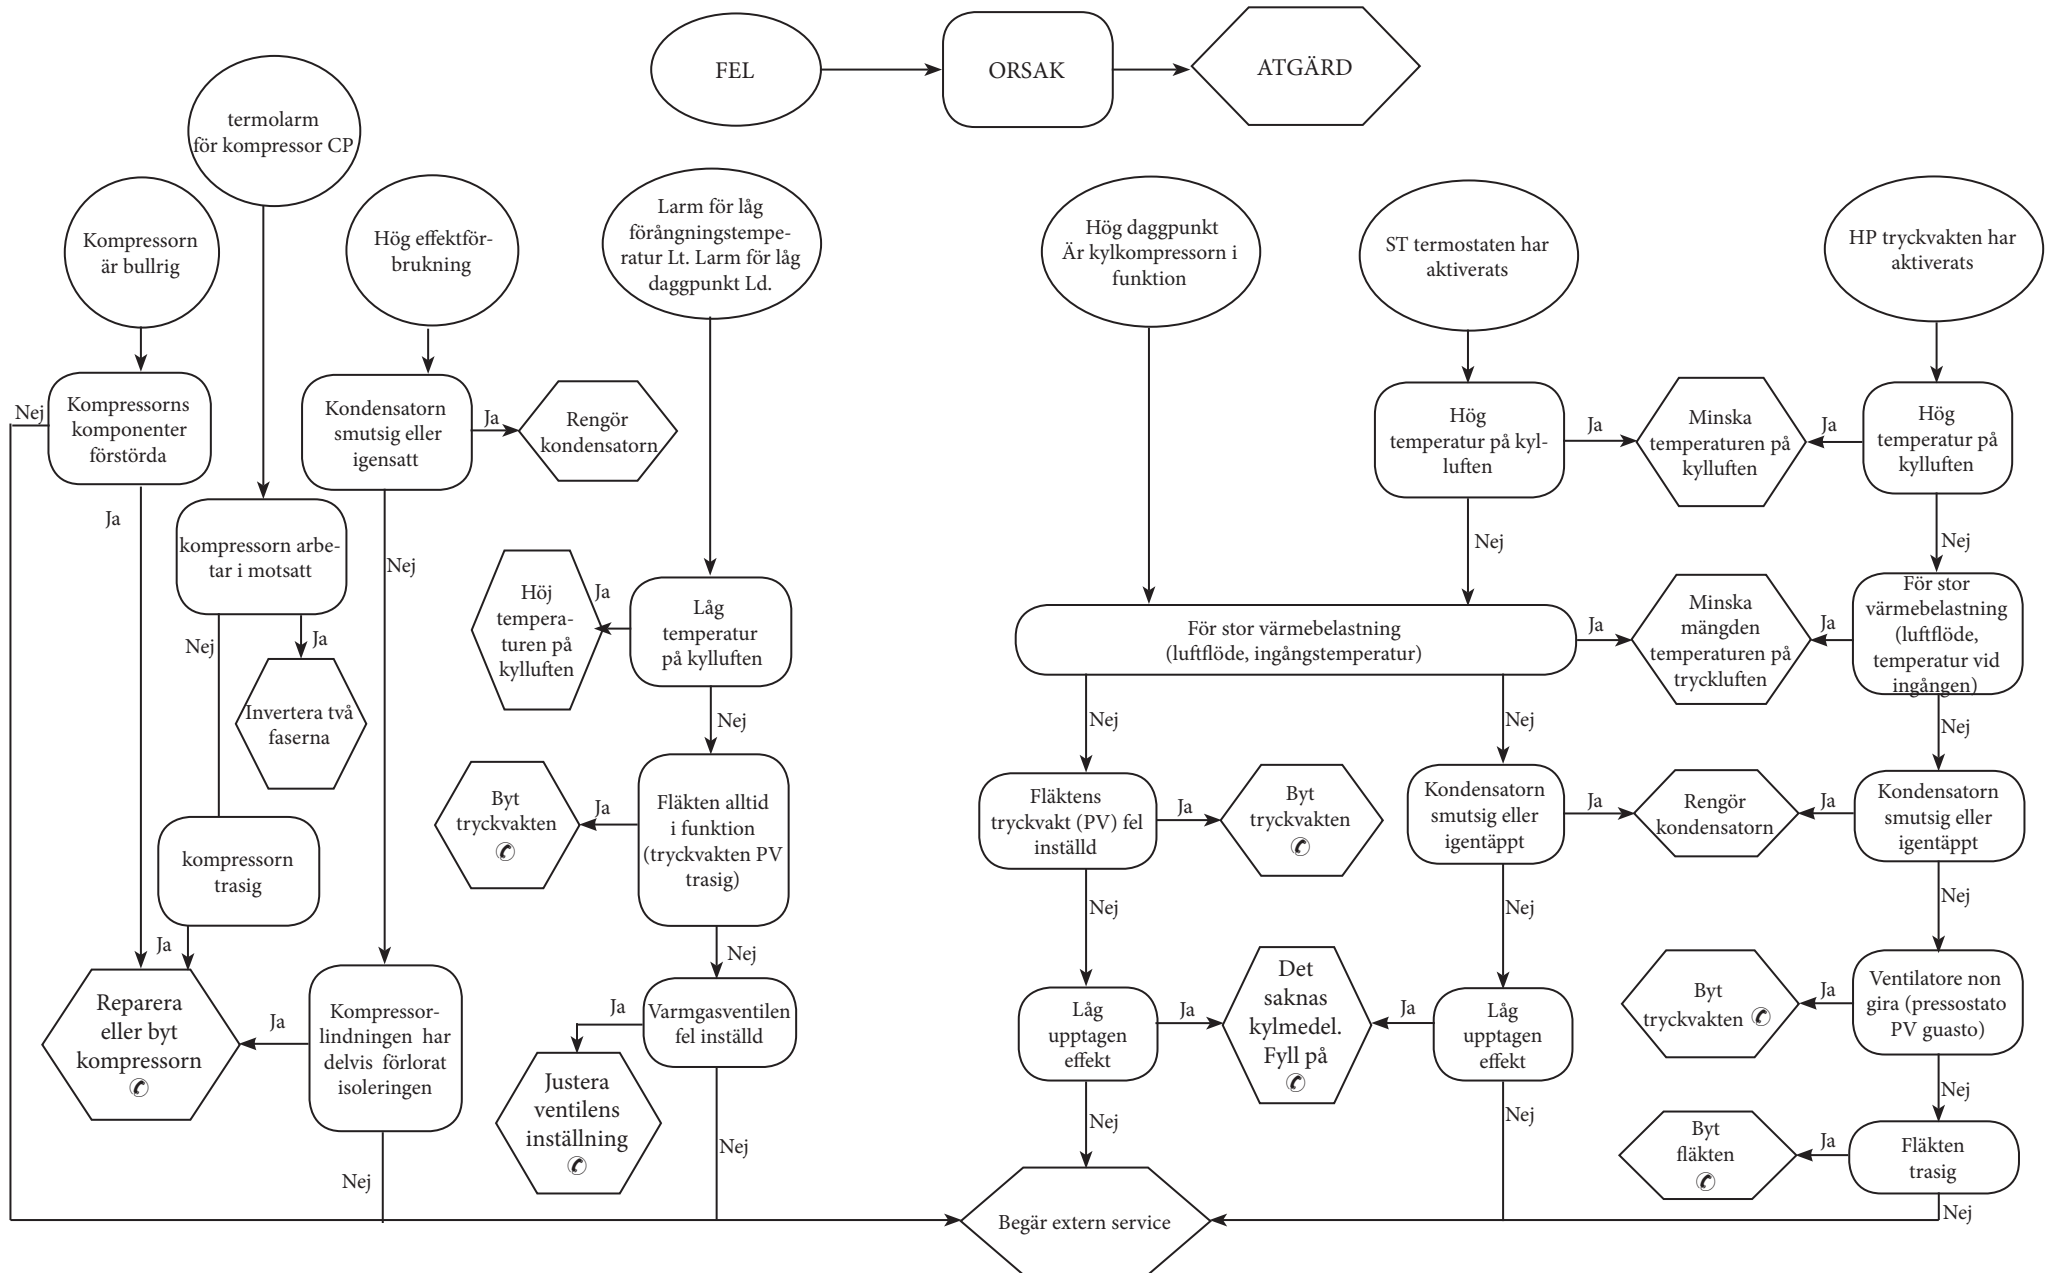 FEL
ORSAK
ATGÄRD
termolarm
för kompressor CP
Kompressorn
är bullrig
Hög effektför-
brukning
Larm för låg
förångningstempe-
ratur Lt. Larm för låg
daggpunkt Ld.
Hög daggpunkt
Är kylkompressorn i
funktion
ST termostaten har
aktiverats
HP tryckvakten har
aktiverats
Nej
Kompressorns
komponenter
förstörda
Ja
Kondensatorn
smutsig eller
igensatt
Ja
Rengör
kondensatorn
Nej
kompressorn arbe-
tar i motsatt
Nej
Ja
Invertera två
faserna
kompressorn
trasig
Ja
Reparera
eller byt
kompressorn
✆
Ja
Kompressor-
lindningen har
delvis förlorat
isoleringen
Nej
Höj
tempera-
turen på
kylluften
Ja
Låg
temperatur
på kylluften
Nej
Byt
tryckvakten
✆
Ja
Fläkten alltid
i funktion
(tryckvakten PV
trasig)
Nej
Ja
Varmgasventilen
fel inställd
Justera
ventilens
inställning
✆
Nej
Hög
temperatur på kyl-
luften
Ja
Minska
temperaturen på
kylluften
Ja
Hög
temperatur på
kylluften
Nej
Nej
För stor värmebelastning
(luftflöde, ingångstemperatur)
Ja
Minska
mängden
temperaturen på
tryckluften
Ja
För stor
värmebelastning
(luftflöde,
temperatur vid
ingången)
Nej
Nej
Nej
Fläktens
tryckvakt (PV) fel
inställd
Ja
Byt
tryckvakten
✆
Kondensatorn
smutsig eller
igentäppt
Ja
Rengör
kondensatorn
Ja
Kondensatorn
smutsig eller
igentäppt
Nej
Nej
Nej
Låg
upptagen
effekt
Ja
Det
saknas
kylmedel.
Fyll på
✆
Ja
Låg
upptagen
effekt
Byt
tryckvakten ✆
Ja
Ventilatore non
gira (pressostato
PV guasto)
Nej
Nej
Nej
Byt
fläkten
✆
Ja
Fläkten
trasig
Nej
Begär extern service